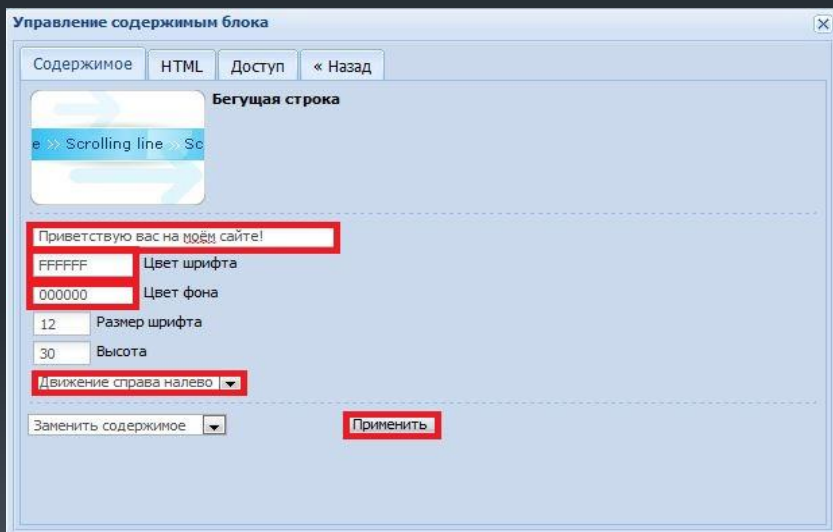 Управление содержимым блока
Содержимое HTML Доступ « Назад
Бегущая строка
e » Scrolling line » Sc
Приветствую вас на моём сайте!
FFFFFF Цвет шрифта
000000 Цвет фона
12 Размер шрифта
30 Высота
Движение справа налево
Заменить содержимое Применить